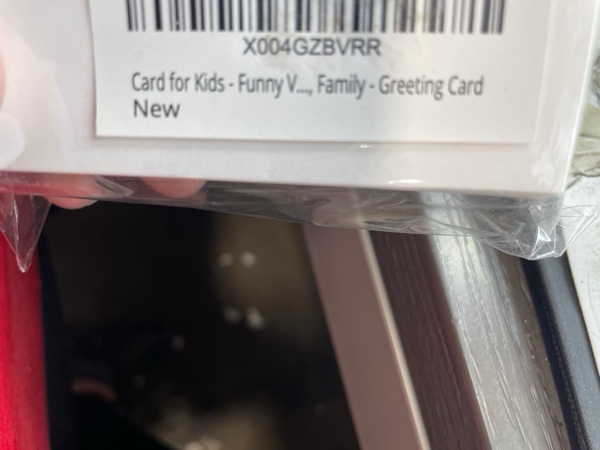 X004GZBVRR
Card for Kids - Funny V..., Family - Greeting Card
New